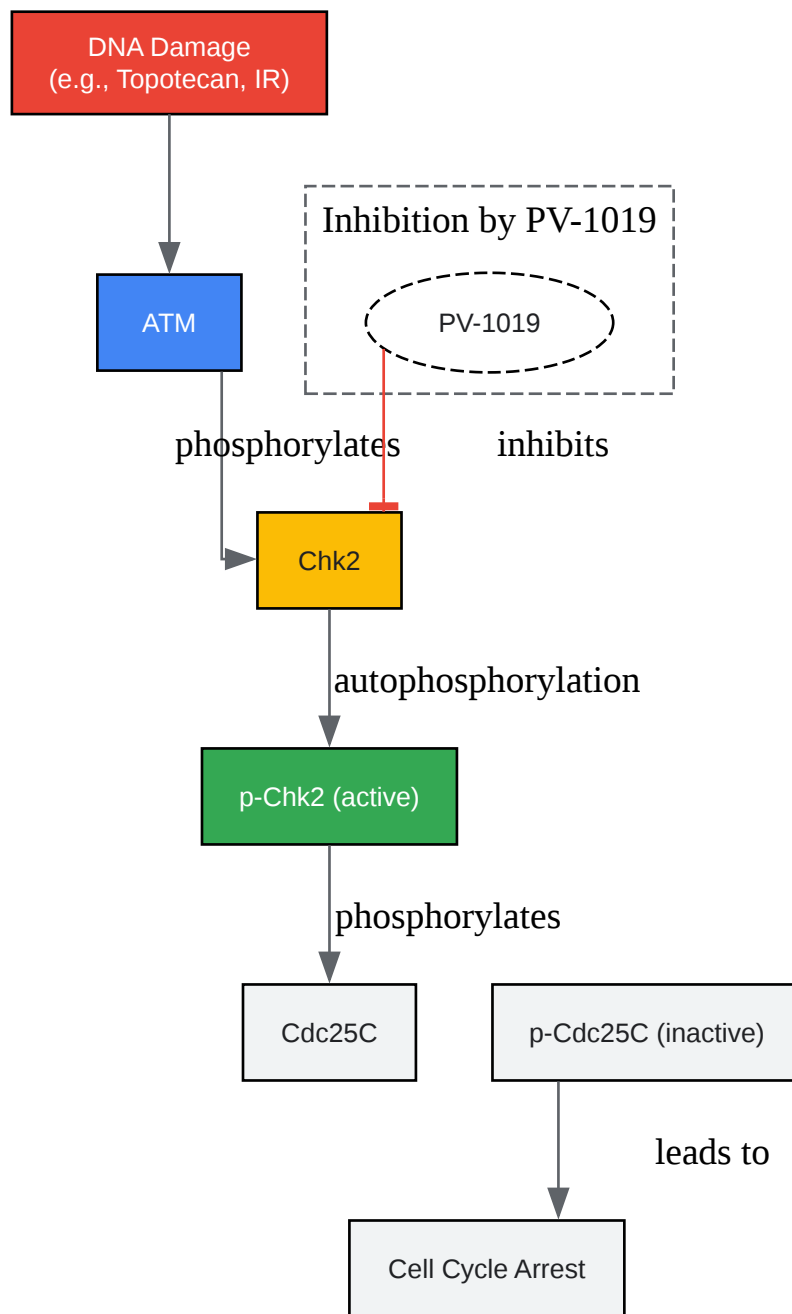 DNA Damage
(e.g., Topotecan, IR)
Inhibition by PV-1019
ATM
PV-1019
phosphorylates
inhibits
Chk2
autophosphorylation
p-Chk2 (active)
phosphorylates
Cdc25C
p-Cdc25C (inactive)
leads to
Cell Cycle Arrest